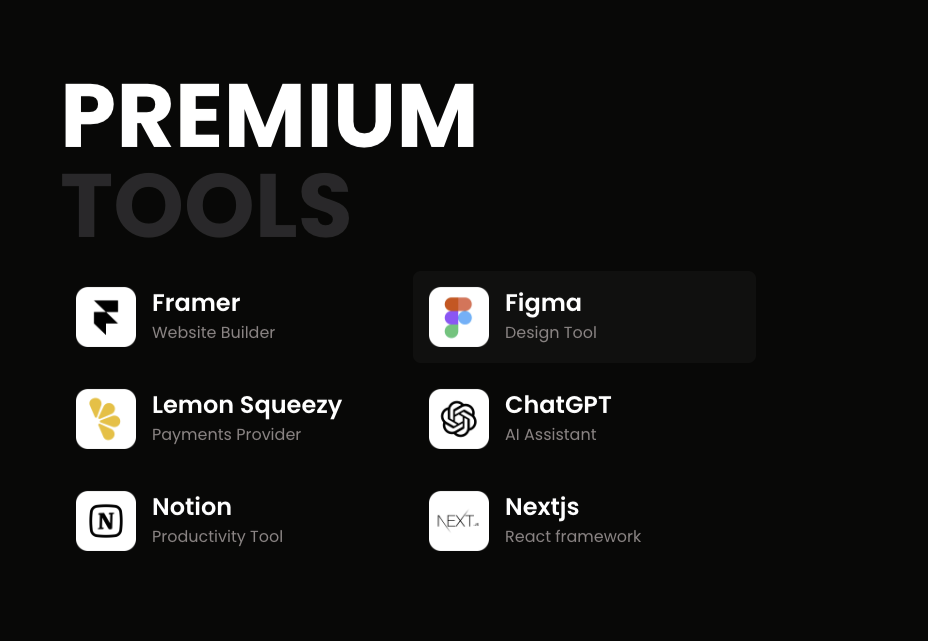 PREMIUM
TOOLS
Framer
Website Builder
Figma
Design Tool
Lemon Squeezy
Payments Provider
ChatGPT
AI Assistant
N
Notion
Productivity Tool
NEXT.JS
Nextjs
React framework